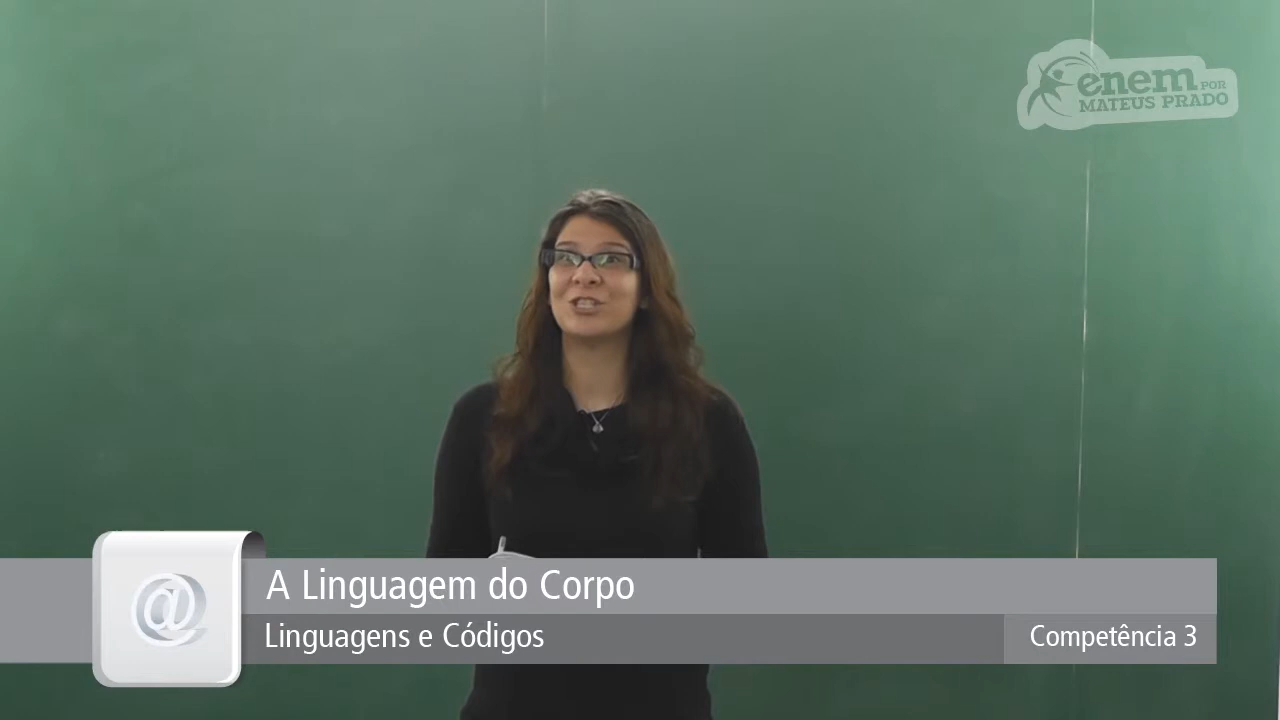 enem POR
MATEUS PRADO
@
A Linguagem do Corpo
Linguagens e Códigos
Competência 3